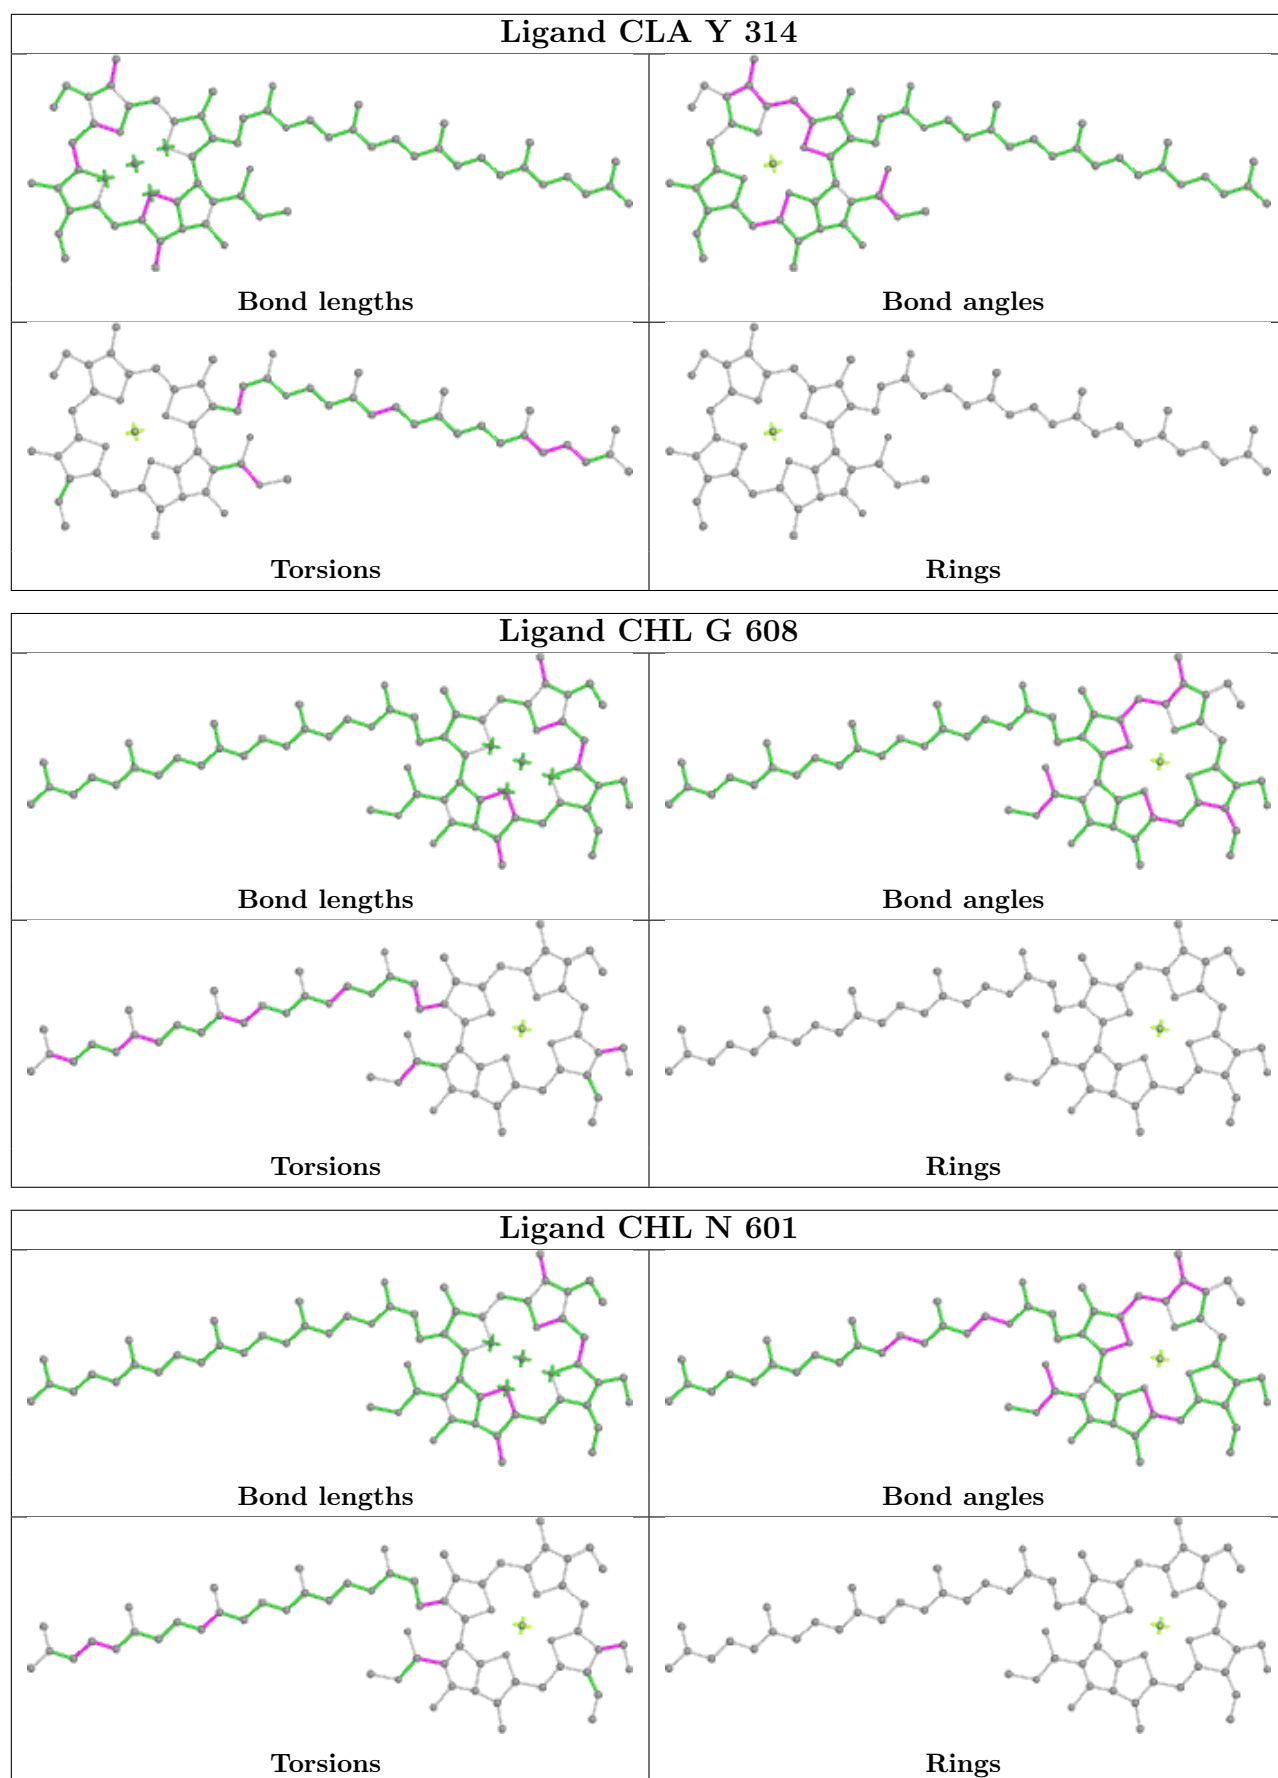 Ligand CLA Y 314
Bond lengths
Bond angles
Torsions
Rings
Ligand CHL G 608
Bond lengths
Bond angles
Torsions
Rings
Ligand CHL N 601
Bond lengths
Bond angles
Torsions
Rings